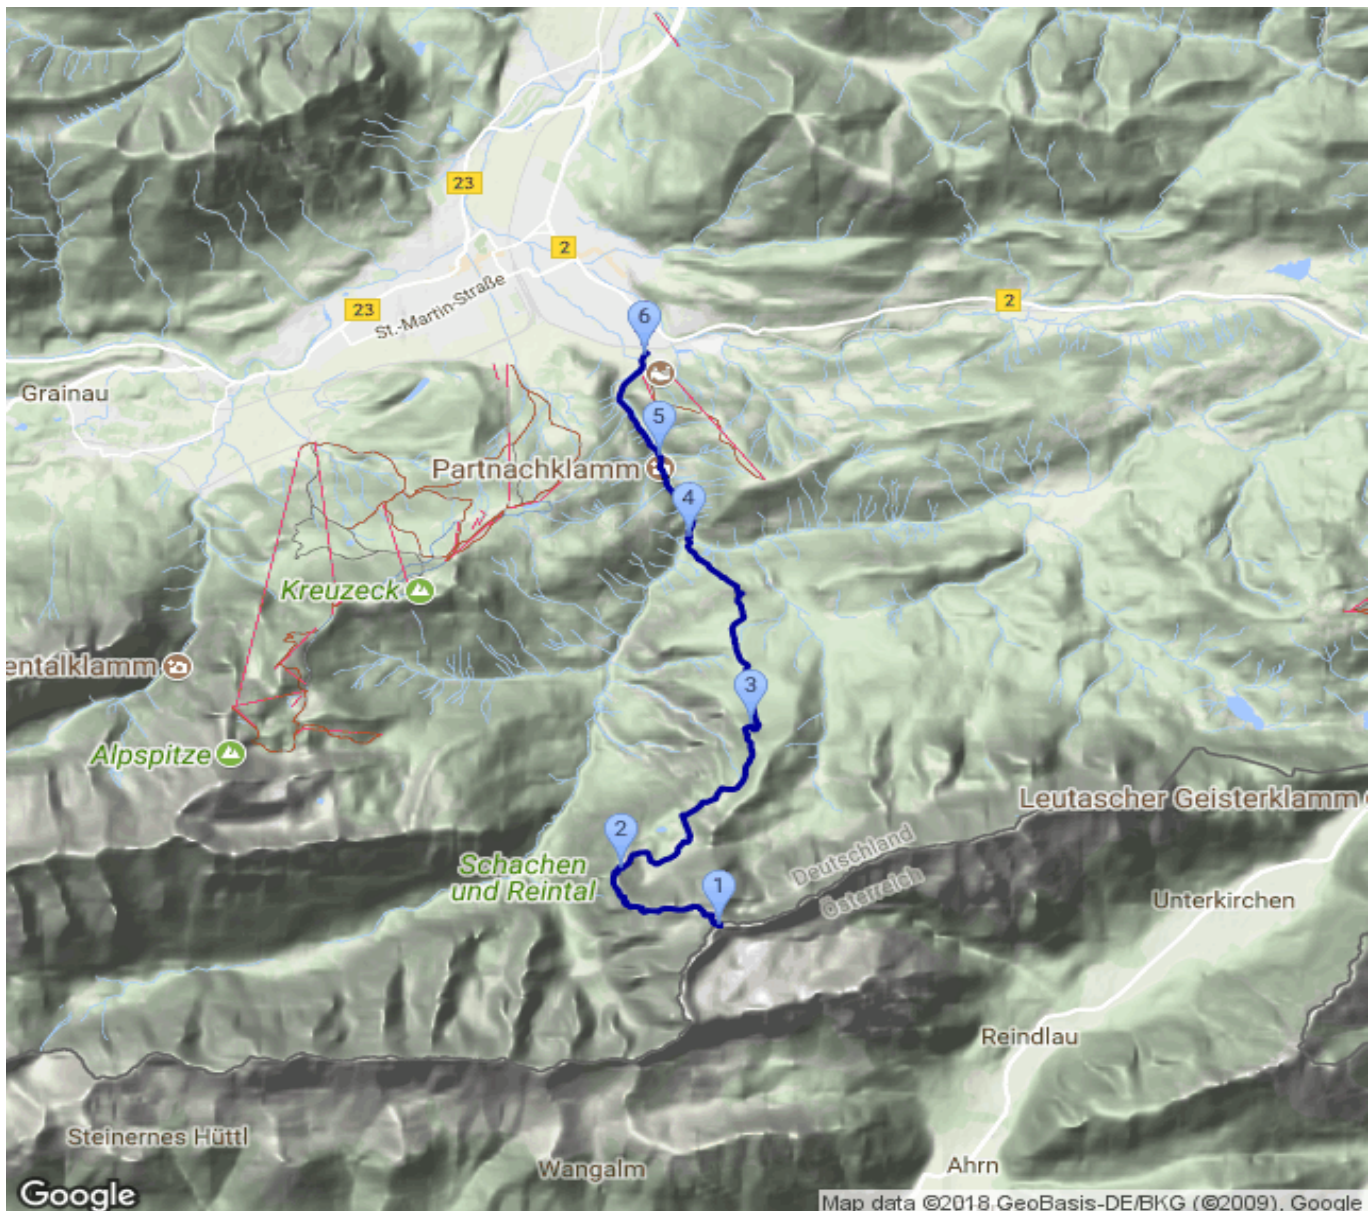 23
2
23
St.-Martin-Straße
2
6
Grainau
5
Partnachklamm
4
Kreuzeck
entalklamm
3
Alpspitze
Leutascher Geisterklamm
2
Schachen
und Reintal
Deutschland
Österreich
1
Unterkirchen
Reindlau
Steinernes Hüttl
Wangalm
Ahrn
Google
Map data ©2018 GeoBasis-DE/BKG (©2009), Google